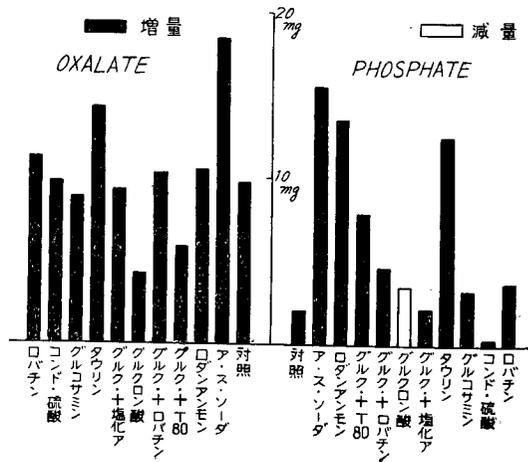 増量
OXALATE
20
mg
減量
PHOSPHATE
10
mg
ロバチン
コンド・硫酸
グルコサミン
タウリン
グルク・+塩化ア
グルクロン酸
グルク・+ロバチン
グルク・+T80
ロダンアンモン
ア・ス・ソーダ
対照
対照
ア・ス・ソーダ
ロダンアンモン
グルク・+T80
グルク・+ロバチン
グルクロン酸
グルク・+塩化ア
タウリン
グルコサミン
コンド・硫酸
ロバチン